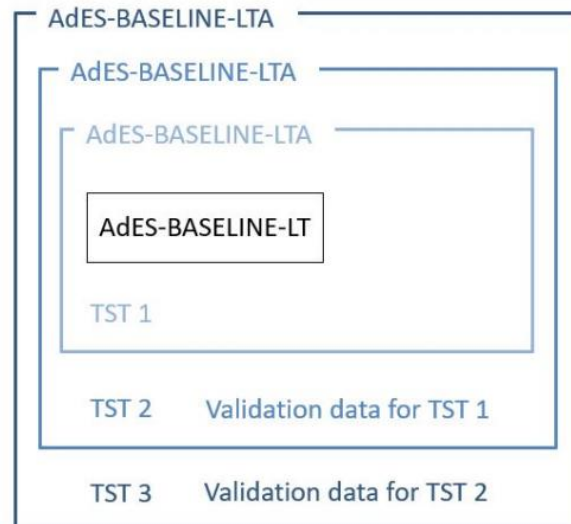 AdES-BASELINE-LTA
AdES-BASELINE-LTA
AdES-BASELINE-LTA
AdES-BASELINE-LT
TST 1
TST 2 Validation data for TST 1
TST 3 Validation data for TST 2